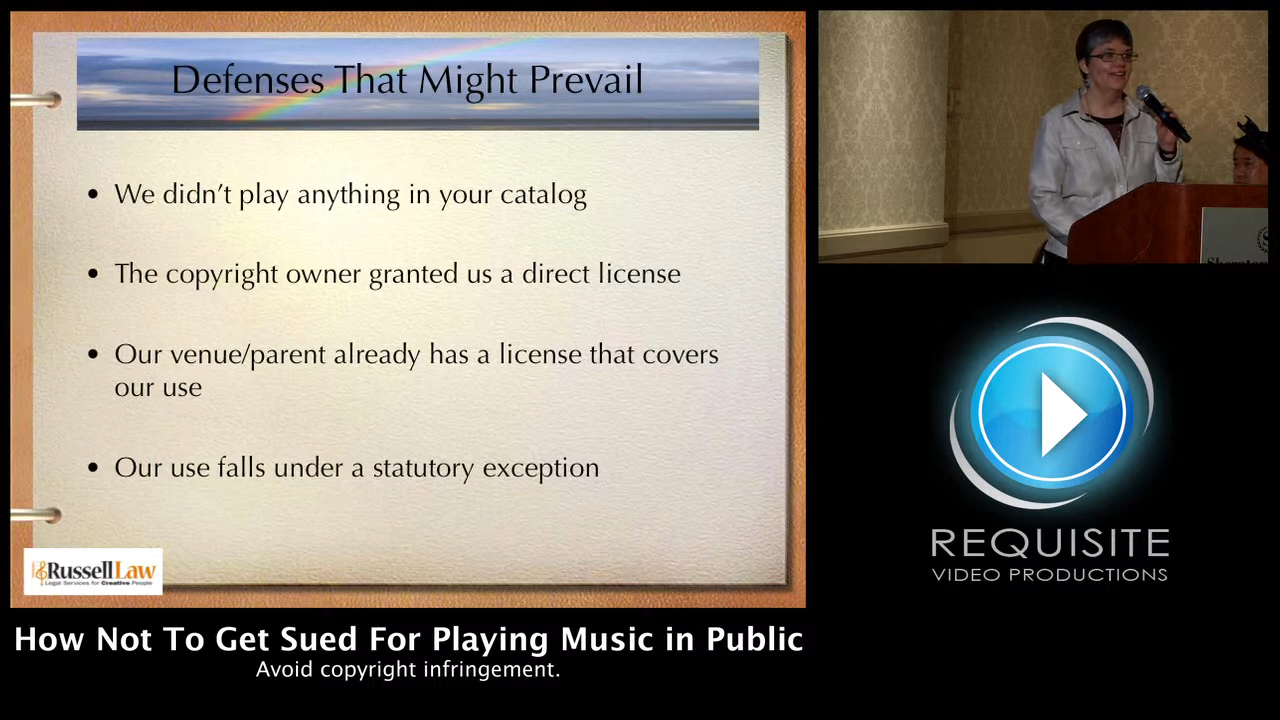 Defenses That Might Prevail
• We didn't play anything in your catalog
• The copyright owner granted us a direct license
• Our venue/parent already has a license that covers
our use
• Our use falls under a statutory exception
RussellLaw
Legal Services for Creative People
How Not To Get Sued For Playing Music in Public
Avoid copyright infringement.
REQUISITE
VIDEO PRODUCTIONS